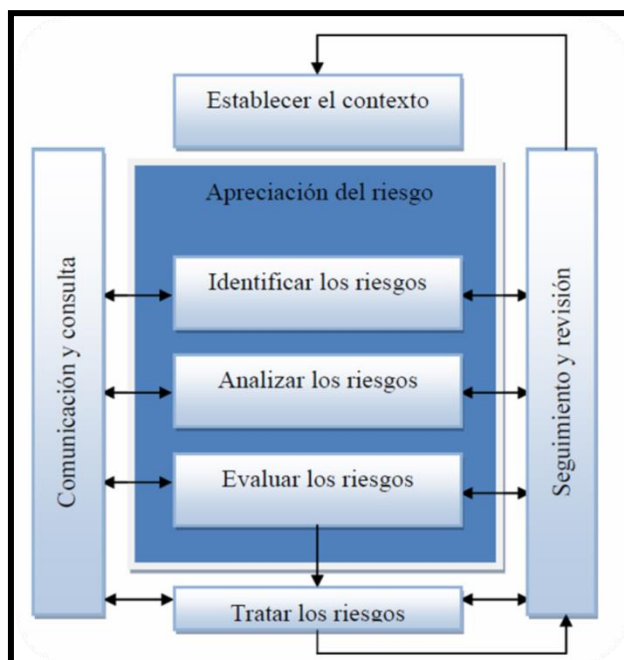 Establecer el contexto
Apreciación del riesgo
Identificar los riesgos
Analizar los riesgos
Evaluar los riesgos
Tratar los riesgos
Comunicación y consulta
Seguimiento y revisión